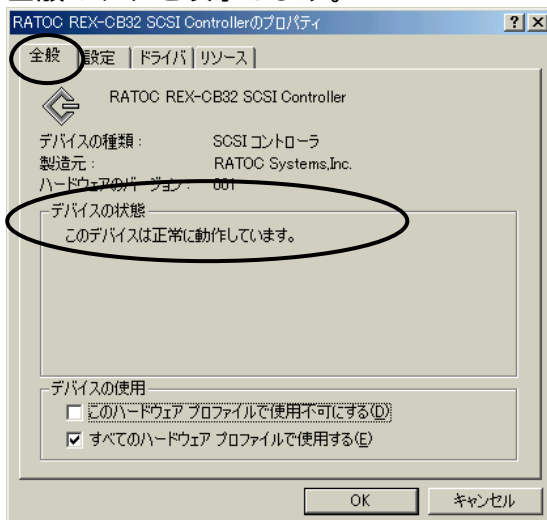 RATOC REX-CB32 SCSI Controllerのプロパティ
全般 設定 ドライバ リソース
RATOC REX-CB32 SCSI Controller
デバイスの種類: SCSI コントローラ
製造元: RATOC Systems,Inc.
ハードウェアのバージョン: 001
デバイスの状態
このデバイスは正常に動作しています。
デバイスの使用
このハードウェア プロファイルで使用不可にする(D)
すべてのハードウェア プロファイルで使用する(E)
OK キャンセル